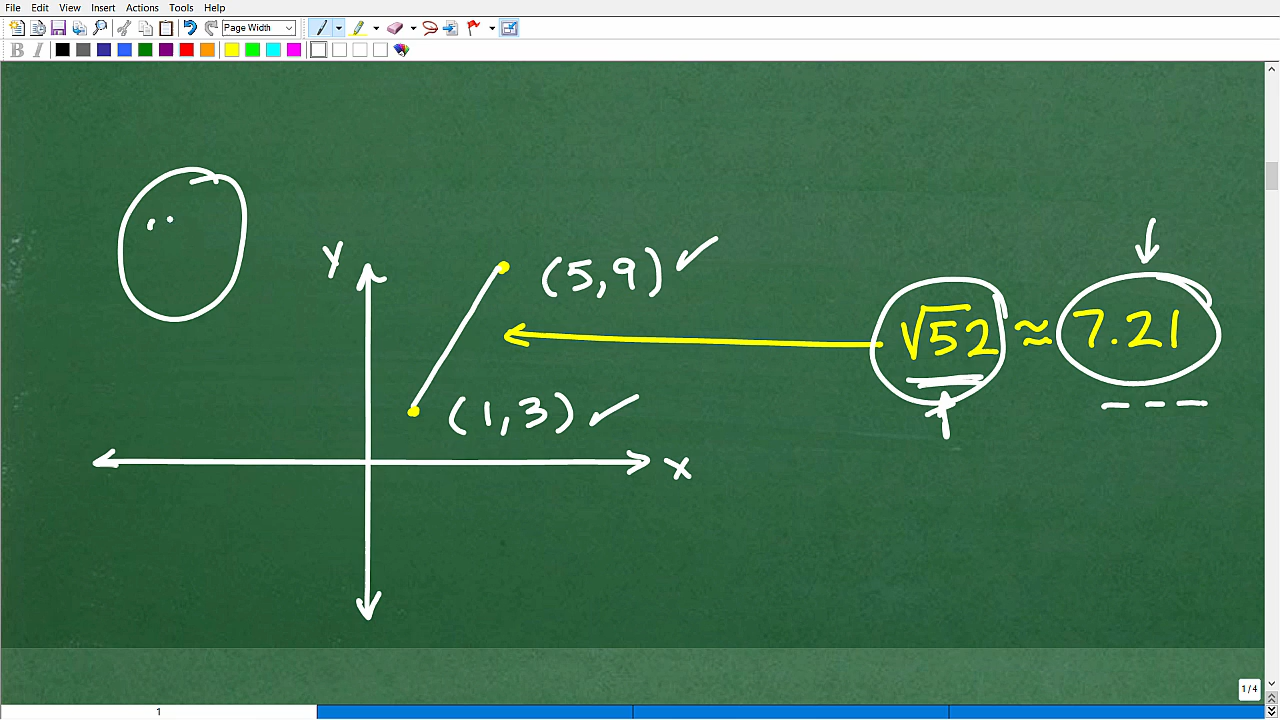 File Edit View Insert Actions Tools Help
Page Width
B I
y
(5,9)
√52 ≈ 7.21
(1,3)
x
1/4
1